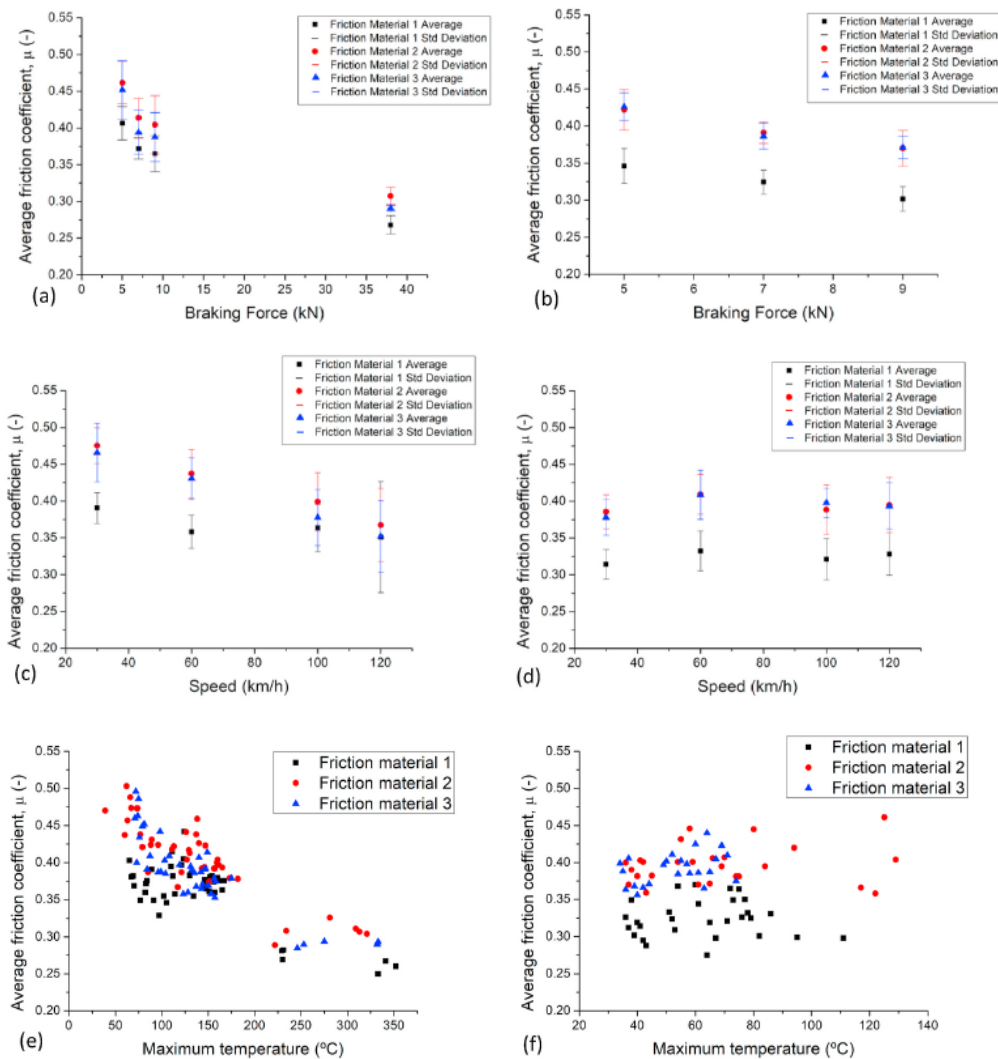 Average friction coefficient, μ (-)
0.55
0.50
0.45
0.40
0.35
0.30
0.25
0.20
Friction Material 1 Average
Friction Material 1 Std Deviation
Friction Material 2 Average
Friction Material 2 Std Deviation
Friction Material 3 Average
Friction Material 3 Std Deviation
0 5 10 15 20 25 30 35 40
(a)
Braking Force (kN)
Average friction coefficient, μ (-)
0.55
0.50
0.45
0.40
0.35
0.30
0.25
0.20
Friction Material 1 Average
Friction Material 1 Std Deviation
Friction Material 2 Average
Friction Material 2 Std Deviation
Friction Material 3 Average
Friction Material 3 Std Deviation
5 6 7 8 9
(b)
Braking Force (kN)
Average friction coefficient, μ (-)
0.55
0.50
0.45
0.40
0.35
0.30
0.25
0.20
Friction Material 1 Average
Friction Material 1 Std Deviation
Friction Material 2 Average
Friction Material 2 Std Deviation
Friction Material 3 Average
Friction Material 3 Std Deviation
20 40 60 80 100 120 140
(c)
Speed (km/h)
Average friction coefficient, μ (-)
0.55
0.50
0.45
0.40
0.35
0.30
0.25
0.20
Friction Material 1 Average
Friction Material 1 Std Deviation
Friction Material 2 Average
Friction Material 2 Std Deviation
Friction Material 3 Average
Friction Material 3 Std Deviation
20 40 60 80 100 120 140
(d)
Speed (km/h)
Average friction coefficient, μ (-)
0.55
0.50
0.45
0.40
0.35
0.30
0.25
0.20
Friction material 1
Friction material 2
Friction material 3
0 50 100 150 200 250 300 350
(e)
Maximum temperature (ºC)
Average friction coefficient, μ (-)
0.55
0.50
0.45
0.40
0.35
0.30
0.25
0.20
Friction material 1
Friction material 2
Friction material 3
20 40 60 80 100 120 140
(f)
Maximum temperature (ºC)